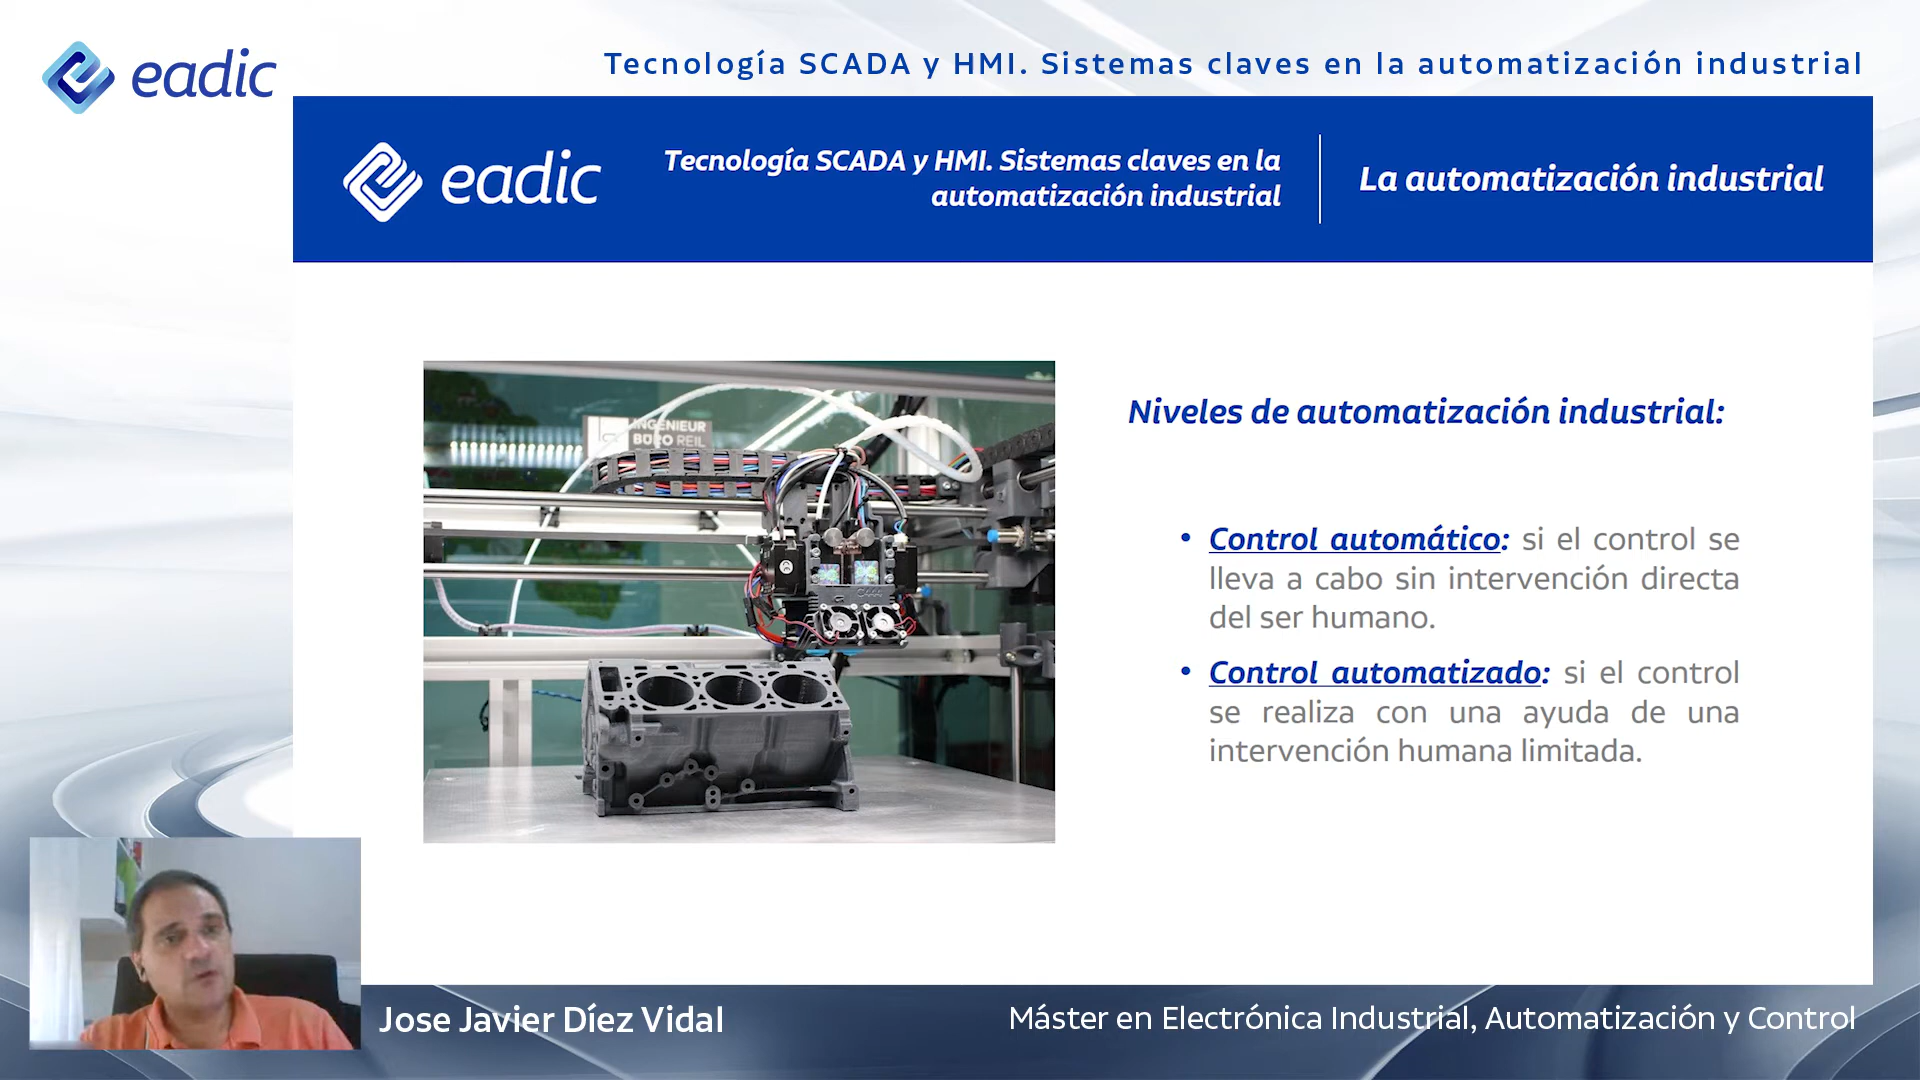 eadic
Tecnología SCADA y HMI. Sistemas claves en la automatización industrial
eadic
Tecnología SCADA y HMI. Sistemas claves en la
automatización industrial
La automatización industrial
INGENIEUR
BÜRO REIL
Niveles de automatización industrial:
• Control automático: si el control se
lleva a cabo sin intervención directa
del ser humano.
• Control automatizado: si el control
se realiza con una ayuda de una
intervención humana limitada.
Jose Javier Díez Vidal
Máster en Electrónica Industrial, Automatización y Control